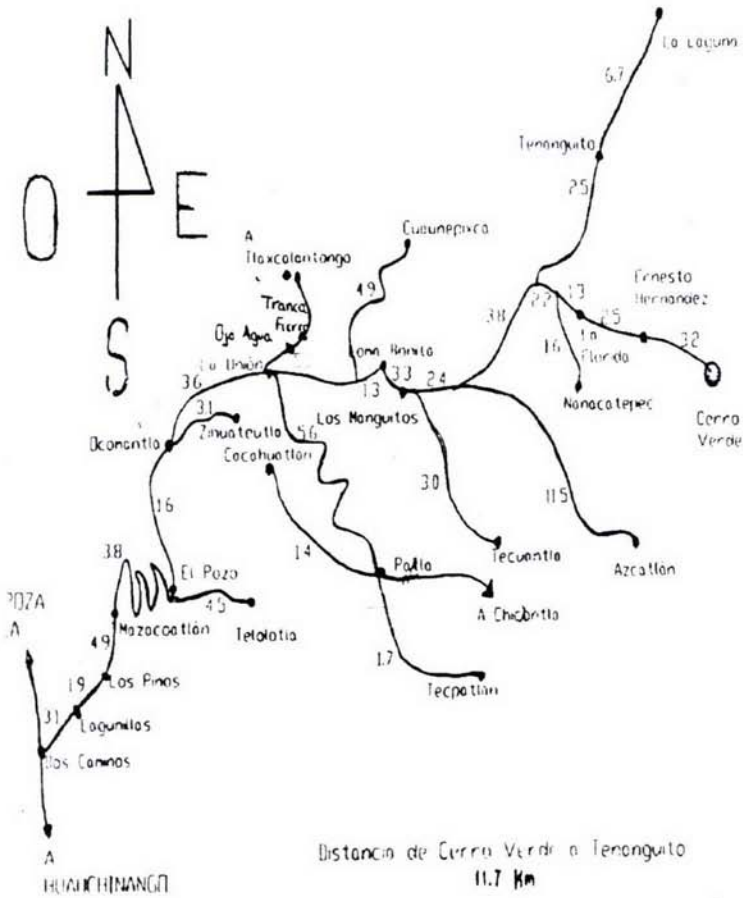 N
O
E
S
La Laguna
6.7
Tenanguito
2.5
Cuaunepixca
A
Tlaxcalantongo
Tranca
Fierro
4.9
Ojo Agua
La Unión
Loma Bonita
3.8
2.2
1.3
Ernesto
Hernandez
2.5
La
Florida
3.2
1.6
Nanacatepec
Cerro
Verde
3.6
1.3
3.3
2.4
Los Manguitos
3.1
Zihuateutla
Ocomantla
Cacahuatlán
5.6
3.0
11.5
1.6
1.4
Tecuantla
Azcatlán
3.8
El Pozo
Palla
POZA
4.5
A Chicontla
Mazacoatlán
Telolotla
4.9
1.7
Los Pinos
Tecpatlán
1.9
3.1
Lagunillas
Dos Caminos
A
HUAUCHINANGO
Distancia de Cerro Verde a Tenanguito
11.7 Km